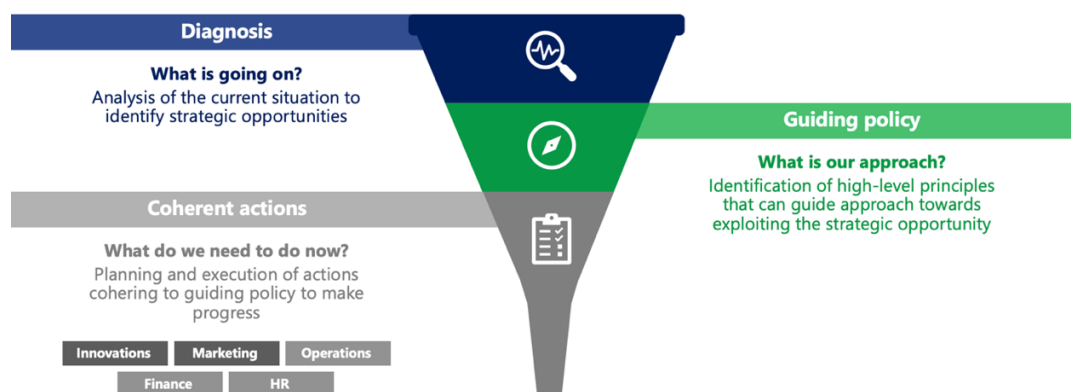 Diagnosis
What is going on?
Analysis of the current situation to
identify strategic opportunities
Guiding policy
What is our approach?
Identification of high-level principles
that can guide approach towards
exploiting the strategic opportunity
Coherent actions
What do we need to do now?
Planning and execution of actions
cohering to guiding policy to make
progress
Innovations Marketing Operations
Finance HR